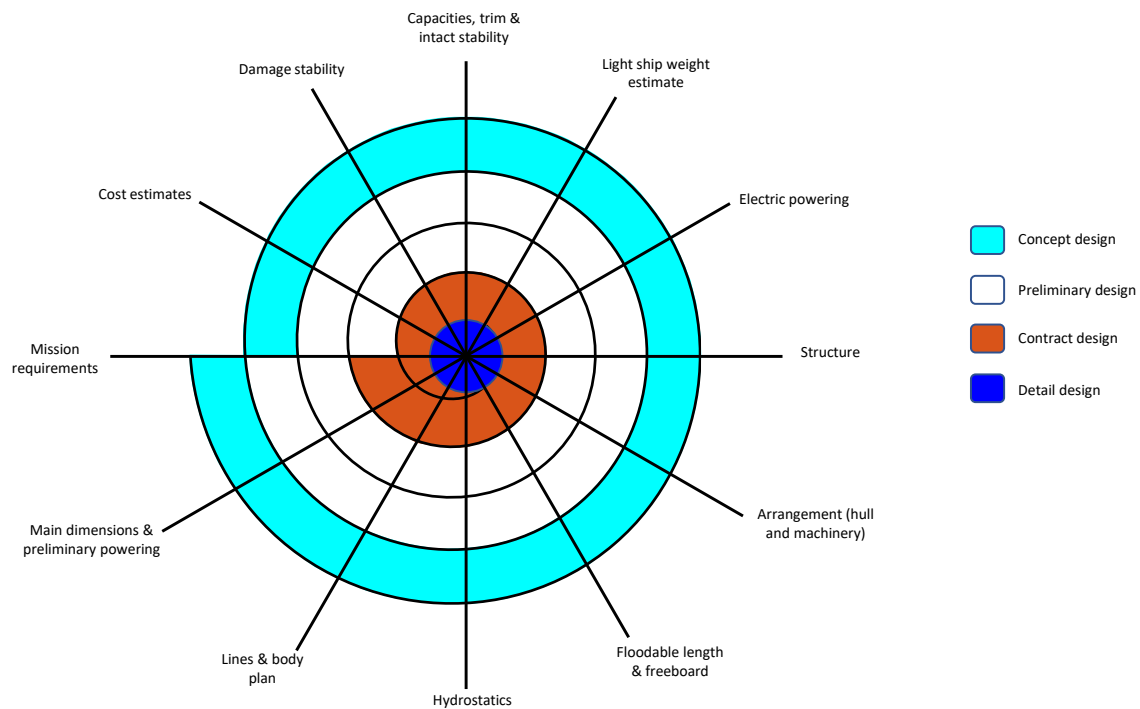 Capacities, trim &
intact stability
Light ship weight
estimate
Damage stability
Cost estimates
Electric powering
Concept design
Preliminary design
Contract design
Detail design
Mission
requirements
Structure
Main dimensions &
preliminary powering
Arrangement (hull
and machinery)
Lines & body
plan
Floodable length
& freeboard
Hydrostatics